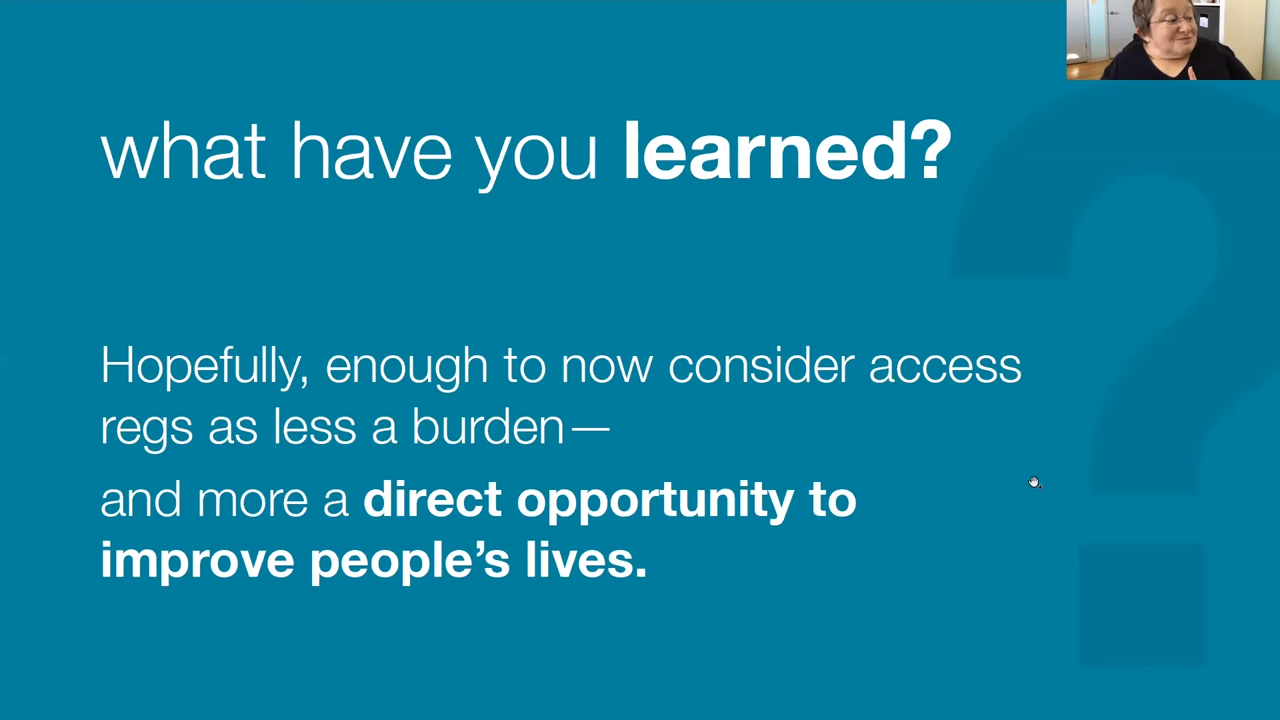 what have you learned?
Hopefully, enough to now consider access
regs as less a burden—
and more a direct opportunity to
improve people’s lives.